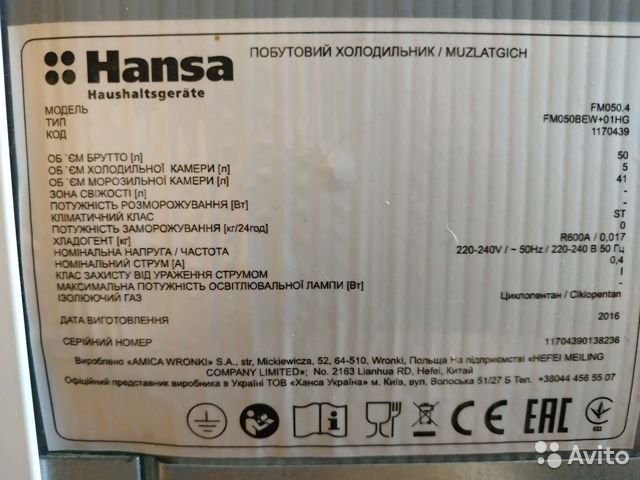 Hansa
Haushaltsgeräte
ПОБУТОВИЙ ХОЛОДИЛЬНИК / MUZLATGICH
МОДЕЛЬ FM050.4
ТИП FM050BEW+01HG
КОД 1170439
ОБ`ЄМ БРУТТО [л] 50
ОБ`ЄМ ХОЛОДИЛЬНОЇ КАМЕРИ [л] 5
ОБ`ЄМ МОРОЗИЛЬНОЇ КАМЕРИ [л] 41
ЗОНА СВІЖОСТІ [л] -
ПОТУЖНІСТЬ РОЗМОРОЖУВАННЯ [Вт] -
КЛІМАТИЧНИЙ КЛАС ST
ПОТУЖНІСТЬ ЗАМОРОЖУВАННЯ [кг/24год] 0
ХЛАДОГЕНТ [кг] R600A / 0,017
НОМІНАЛЬНА НАПРУГА / ЧАСТОТА 220-240V / ~ 50Hz / 220-240 В 50 Гц
НОМІНАЛЬНИЙ СТРУМ [А] 0,4
КЛАС ЗАХИСТУ ВІД УРАЖЕННЯ СТРУМОМ I
МАКСИМАЛЬНА ПОТУЖНІСТЬ ОСВІТЛЮВАЛЬНОЇ ЛАМПИ [Вт] -
ІЗОЛЮЮЧИЙ ГАЗ Циклопентан / Ciklopentan
ДАТА ВИГОТОВЛЕННЯ 2016
СЕРІЙНИЙ НОМЕР 11704390138236
Вироблено «AMICA WRONKI» S.A., str, Mickiewicza, 52, 64-510. Wronki, Польща На підприємстві «HEFEI MEILING
COMPANY LIMITED»; No. 2163 Lianhua RD, Hefei, Китай
Офіційний представник виробника в Україні ТОВ «Ханса Україна» м. Київ, вул. Волоська 51/27 Б Тел. +38044 456 55 07
CE EAC
Avito